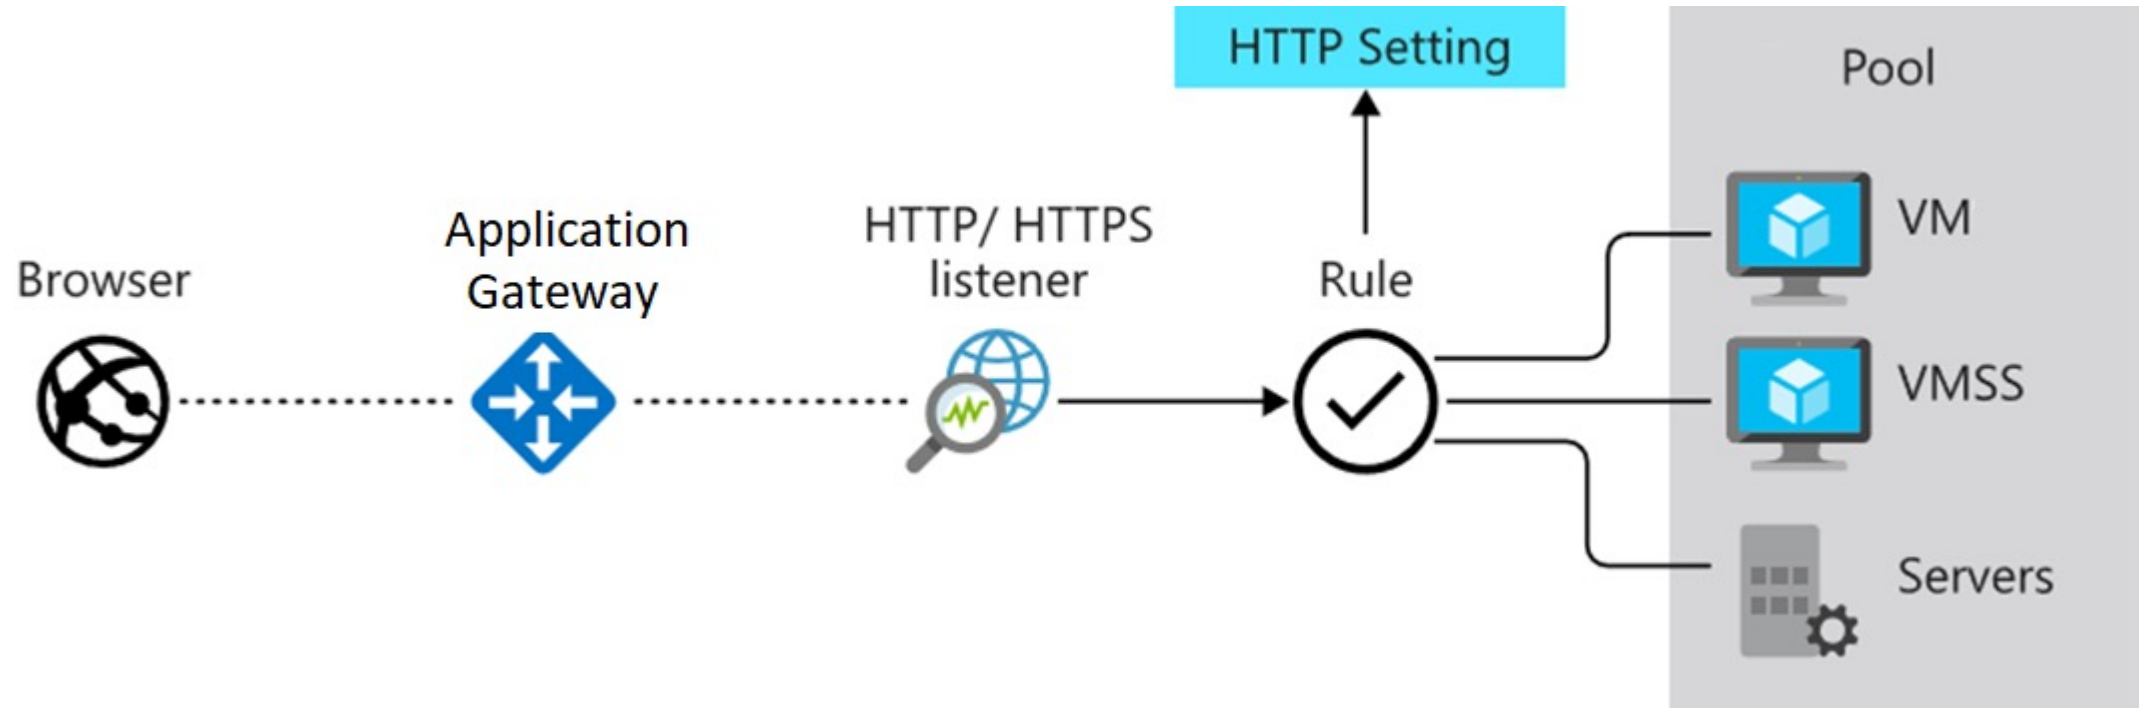 Browser
Application
Gateway
HTTP/ HTTPS
listener
HTTP Setting
Rule
Pool
VM
VMSS
Servers